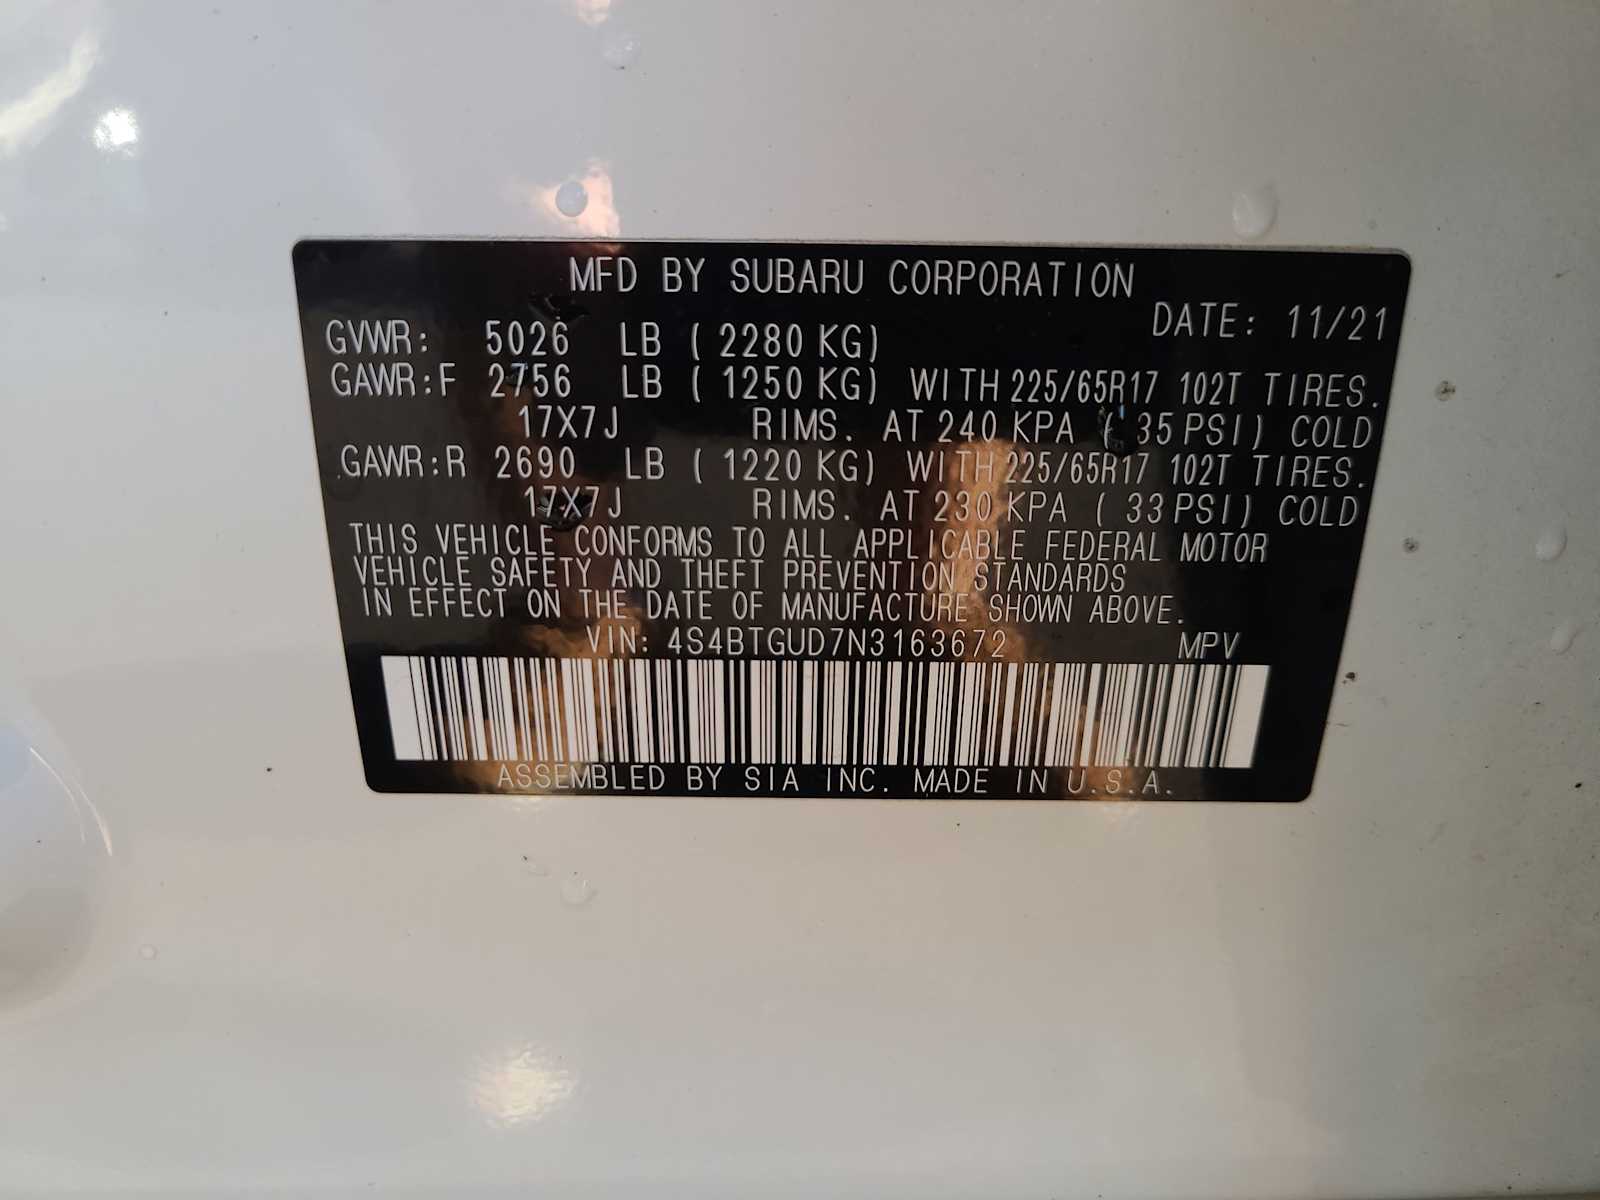 MFD BY SUBARU CORPORATION
DATE: 11/21
GVWR: 5026 LB ( 2280 KG)
GAWR:F 2756 LB ( 1250 KG) WITH 225/65R17 102T TIRES.
17X7J RIMS. AT 240 KPA ( 35 PSI) COLD
GAWR:R 2690 LB ( 1220 KG) WITH 225/65R17 102T TIRES.
17X7J RIMS. AT 230 KPA ( 33 PSI) COLD
THIS VEHICLE CONFORMS TO ALL APPLICABLE FEDERAL MOTOR
VEHICLE SAFETY AND THEFT PREVENTION STANDARDS
IN EFFECT ON THE DATE OF MANUFACTURE SHOWN ABOVE.
VIN: 4S4BTGUD7N3163672 MPV
ASSEMBLED BY SIA INC. MADE IN U.S.A.